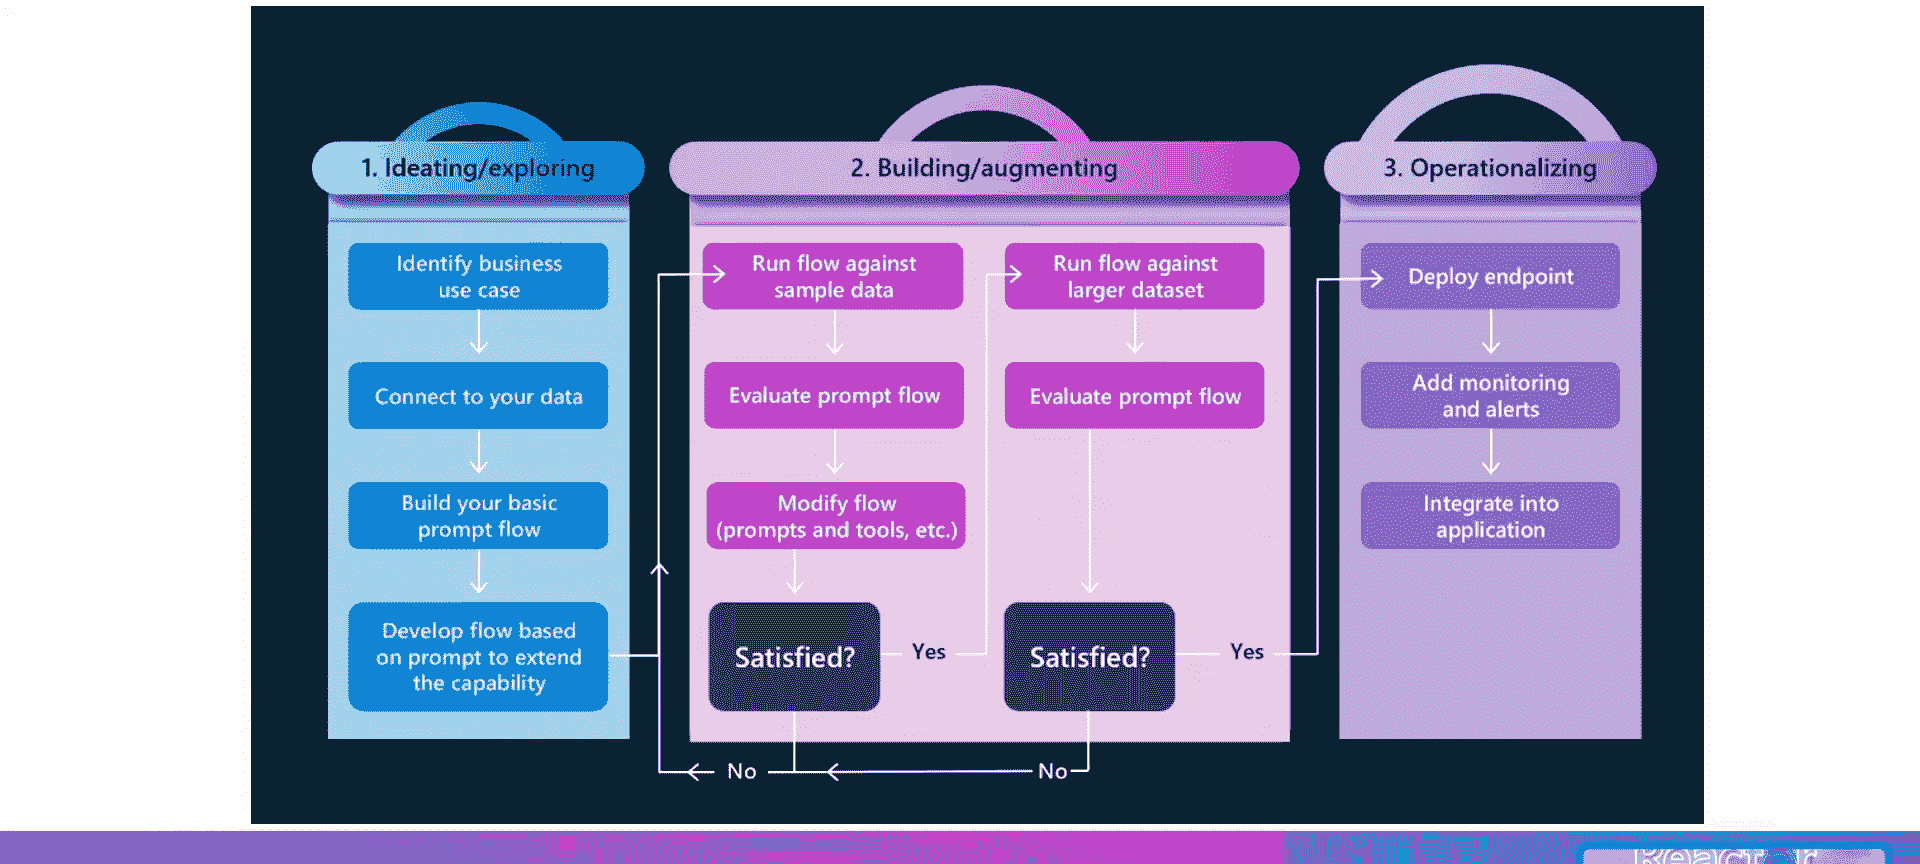 1. Ideating/exploring
Identify business
use case
Connect to your data
Build your basic
prompt flow
Develop flow based
on prompt to extend
the capability
2. Building/augmenting
Run flow against
sample data
Evaluate prompt flow
Modify flow
(prompts and tools, etc.)
Satisfied?
Yes
No
Run flow against
larger dataset
Evaluate prompt flow
Satisfied?
Yes
No
3. Operationalizing
Deploy endpoint
Add monitoring
and alerts
Integrate into
application
Reactor